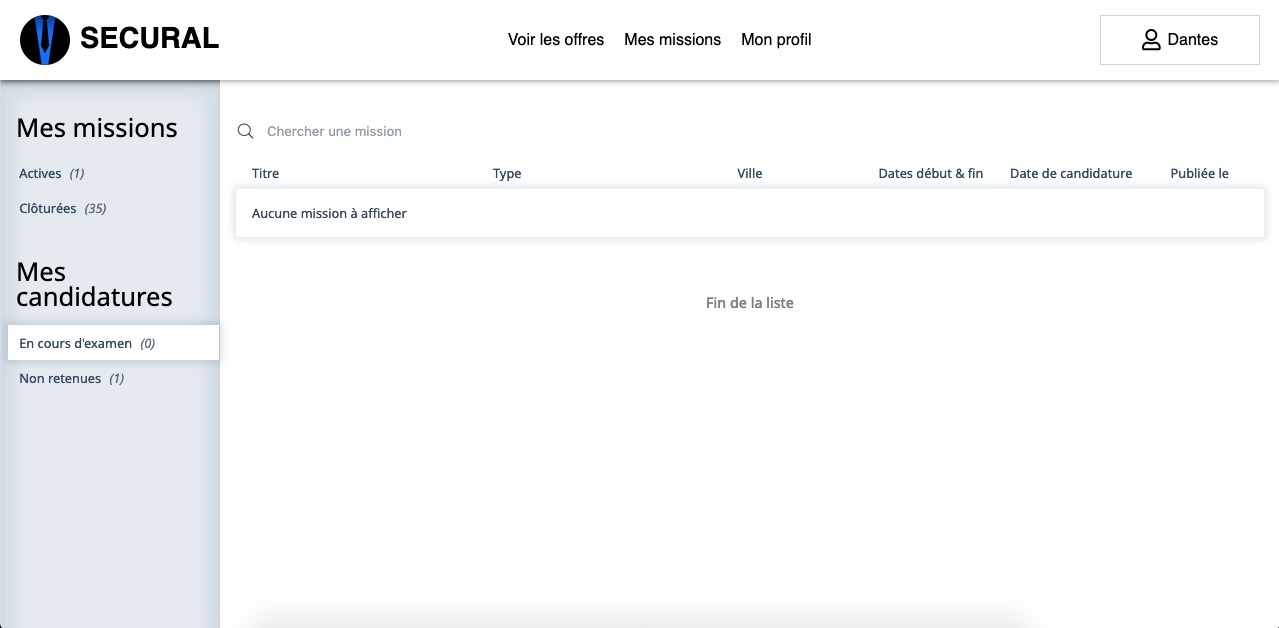 SECURAL
Voir les offres Mes missions Mon profil
Dantes
Mes missions
Actives (1)
Clôturées (35)
Mes
candidatures
En cours d'examen (0)
Non retenues (1)
Chercher une mission
Titre Type Ville Dates début & fin Date de candidature Publiée le
Aucune mission à afficher
Fin de la liste